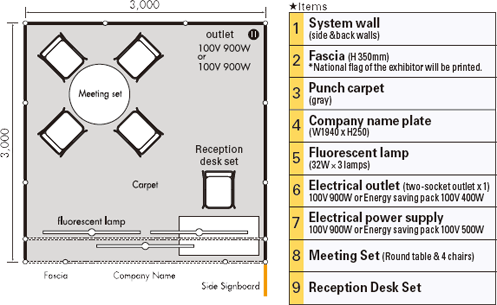 3,000
3,000
outlet
100V 900W
or
100V 900W
Meeting set
Reception
desk set
Carpet
fluorescent lamp
Fascia
Company Name
Side Signboard
★Items
1 System wall
(side & back walls)
2 Fascia (H 350mm)
*National flag of the exhibitor will be printed.
3 Punch carpet
(gray)
4 Company name plate
(W1940 x H250)
5 Fluorescent lamp
(32W × 3 lamps)
6 Electrical outlet (two-socket outlet x 1)
100V 900W or Energy saving pack 100V 400W
7 Electrical power supply
100V 900W or Energy saving pack 100V 500W
8 Meeting Set (Round table & 4 chairs)
9 Reception Desk Set